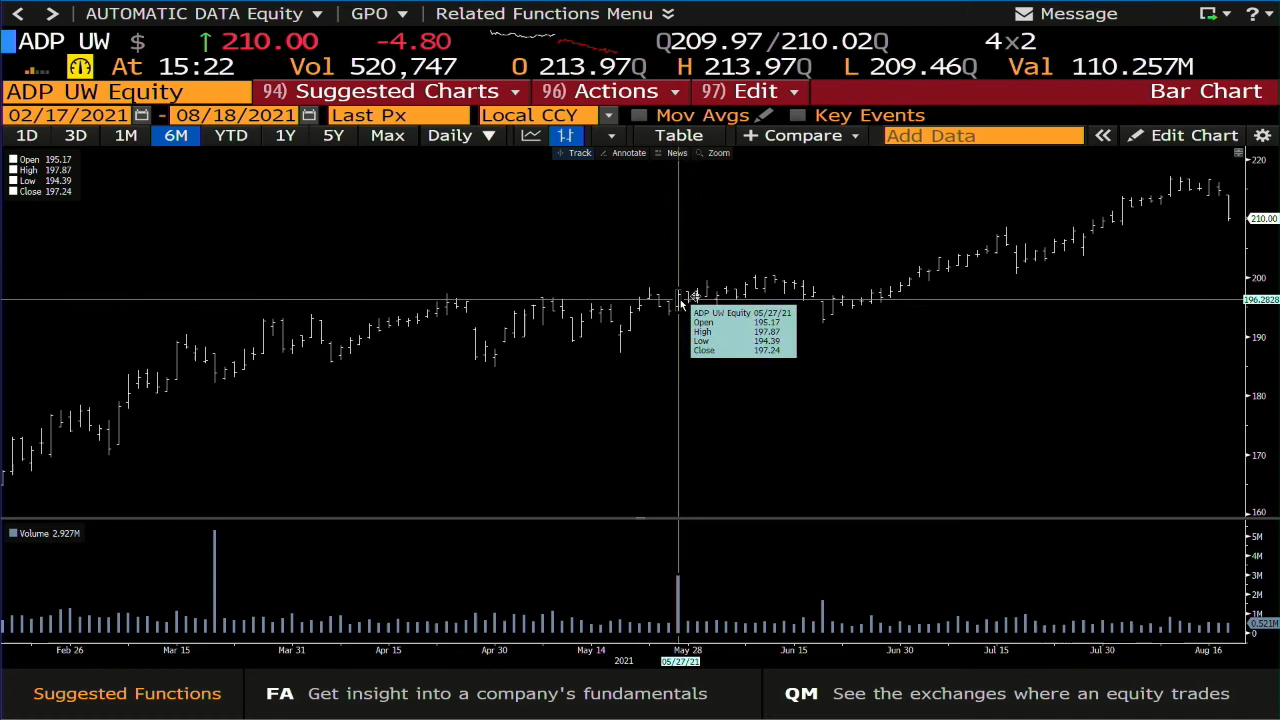 < > AUTOMATIC DATA Equity GPO Related Functions Menu Message ?
ADP UW $ ↑ 210.00 -4.80 Q209.97/210.02Q 4×2
At 15:22 Vol 520,747 O 213.97Q H 213.97Q L 209.46Q Val 110.257M
ADP UW Equity 94) Suggested Charts 96) Actions 97) Edit Bar Chart
02/17/2021 - 08/18/2021 Last Px Local CCY Mov Avgs Key Events
1D 3D 1M 6M YTD 1Y 5Y Max Daily ▼ Table + Compare Add Data « Edit Chart
Track Annotate News Zoom
Open 195.17
High 197.87
Low 194.39
Close 197.24
220
210.00
200
196.2828
190
180
170
160
ADP UW Equity 05/27/21
Open 195.17
High 197.87
Low 194.39
Close 197.24
Volume 2.927M
5M
4M
3M
2M
1M
0.521M
0
Feb 26 Mar 15 Mar 31 Apr 15 Apr 30 May 14 May 28 Jun 15 Jun 30 Jul 15 Jul 30 Aug 16
2021 05/27/21
Suggested Functions FA Get insight into a company's fundamentals QM See the exchanges where an equity trades